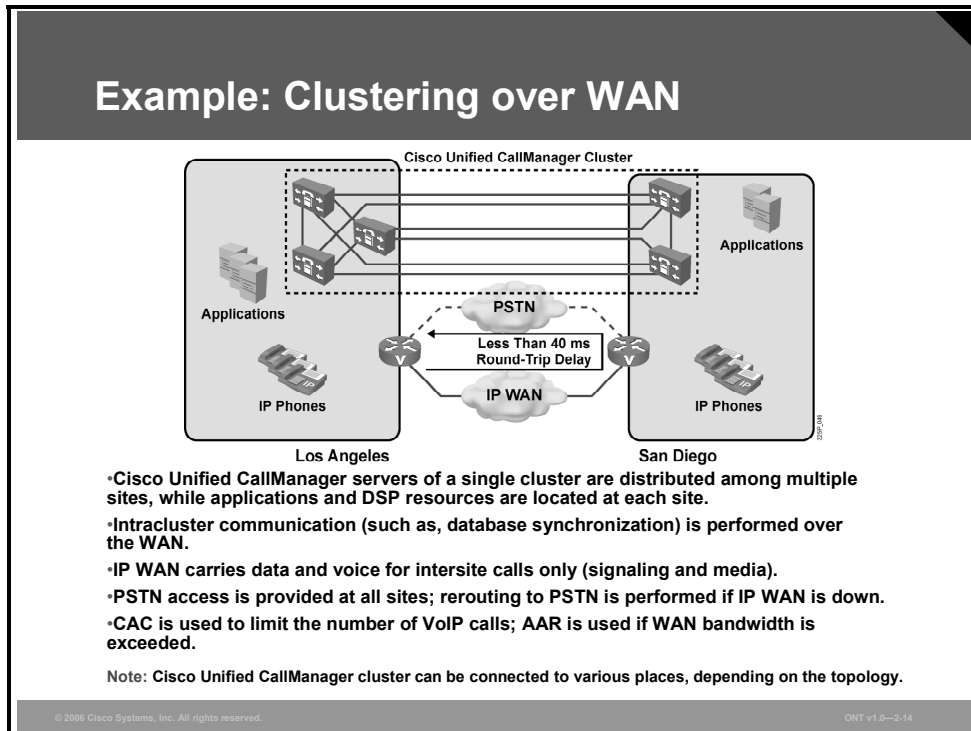 Example: Clustering over WAN
Cisco Unified CallManager Cluster
Applications
Applications
PSTN
Less Than 40 ms
Round-Trip Delay
V
V
IP WAN
IP
IP
IP Phones
IP Phones
Los Angeles
San Diego
•Cisco Unified CallManager servers of a single cluster are distributed among multiple
sites, while applications and DSP resources are located at each site.
•Intracluster communication (such as, database synchronization) is performed over
the WAN.
•IP WAN carries data and voice for intersite calls only (signaling and media).
•PSTN access is provided at all sites; rerouting to PSTN is performed if IP WAN is down.
•CAC is used to limit the number of VoIP calls; AAR is used if WAN bandwidth is
exceeded.
Note: Cisco Unified CallManager cluster can be connected to various places, depending on the topology.
© 2006 Cisco Systems, Inc. All rights reserved.
ONT v1.0—2-14